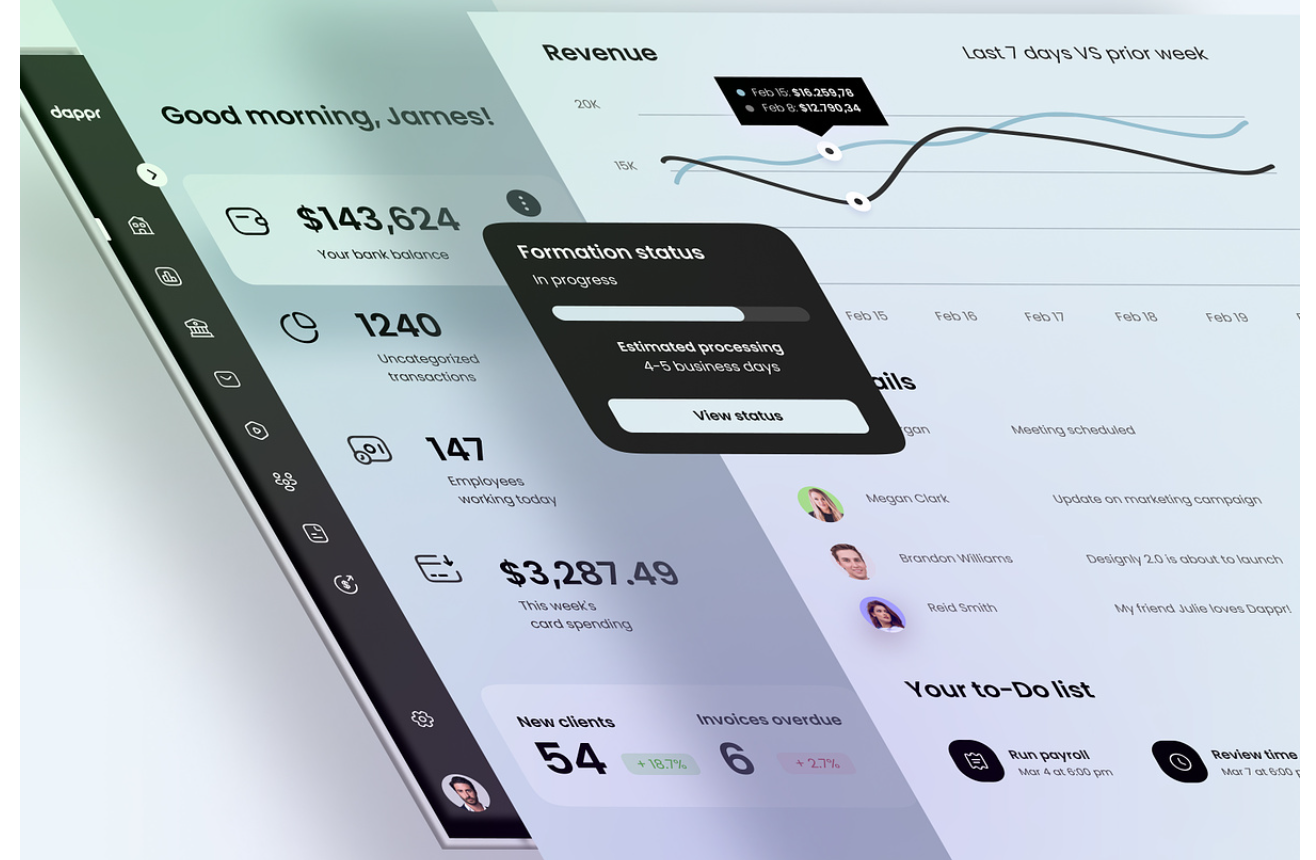 dappr
Good morning, James!
$143,624
Your bank balance
1240
Uncategorized
transactions
147
Employees
working today
$3,287.49
This week's
card spending
New clients
54
+ 18.7%
Invoices overdue
6
+ 2.7%
Revenue
Last 7 days VS prior week
20K
Feb 15: $16.259,78
Feb 8: $12.790,34
15K
Feb 15
Feb 16
Feb 17
Feb 18
Feb 19
Formation status
In progress
Estimated processing
4-5 business days
View status
ails
rgan
Meeting scheduled
Megan Clark
Update on marketing campaign
Brandon Williams
Designly 2.0 is about to launch
Reid Smith
My friend Julie loves Dappr!
Your to-Do list
Run payroll
Mar 4 at 6:00 pm
Review time
Mar 7 at 6:00 p